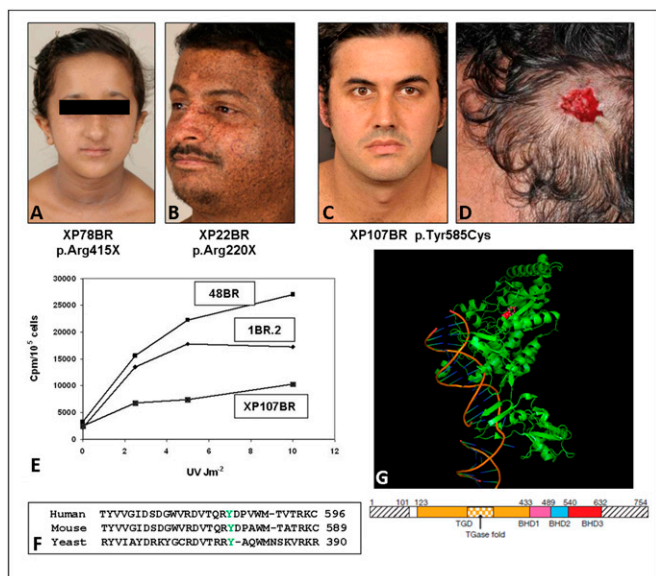 A
B
C
D
XP78BR
p.Arg415X
XP22BR
p.Arg220X
XP107BR p.Tyr585Cys
30000
25000
20000
15000
10000
5000
0
Cpm/10⁵ cells
48BR
1BR.2
XP107BR
0 2 4 6 8 10 12
UV Jm⁻²
E
G
Human TYVVGIDSDGWVRDVTQRYDPVWM-TVTRKC 596
Mouse TYVVGIDSDGWVRDVTQRYDPAWM-TATRKC 589
Yeast RYVIAYDRKYGCRDVTRRY-AQWMNSKVRKR 390
F
1 101 123 433 489 540 632 754
TGD BHD1 BHD2 BHD3
TGase fold